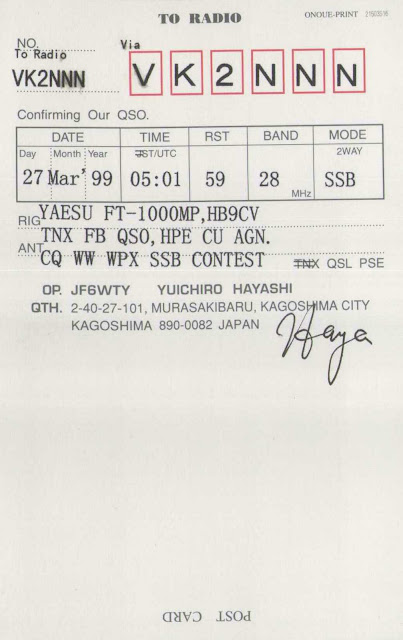 TO RADIO
ONOUE-PRINT
NO.
To Radio
Via
VK2NNN
V K 2 N N N
Confirming Our QSO.
DATE TIME RST BAND MODE
Day Month Year JST/UTC 2WAY
27 Mar' 99 05:01 59 28 MHz SSB
RIG YAESU FT-1000MP,HB9CV
ANT TNX FB QSO,HPE CU AGN.
CQ WW WPX SSB CONTEST TNX QSL PSE
OP. JF6WTY YUICHIRO HAYASHI
QTH. 2-40-27-101, MURASAKIBARU, KAGOSHIMA CITY
KAGOSHIMA 890-0082 JAPAN
Haya
POST CARD